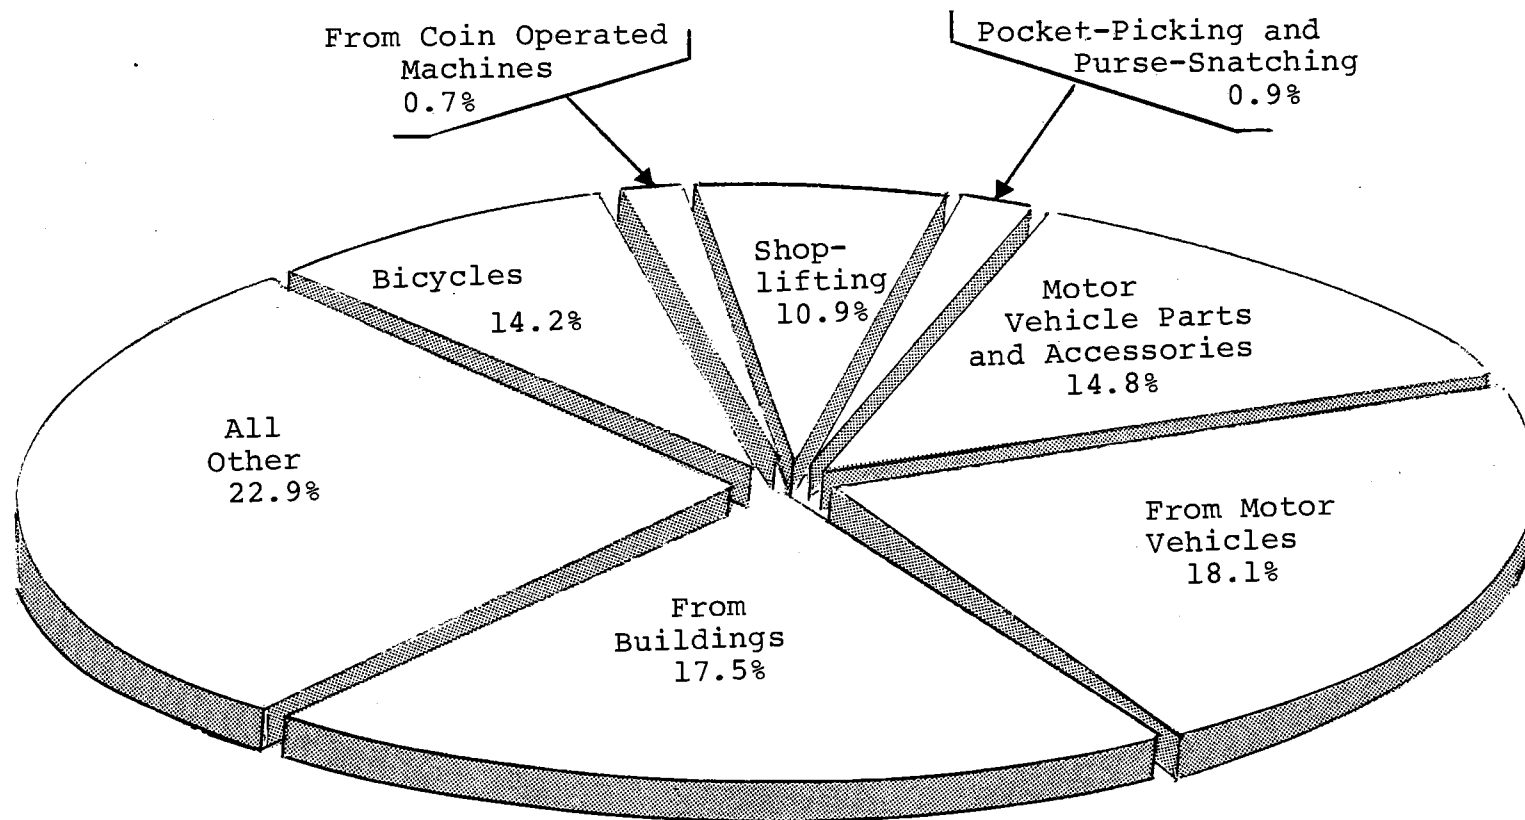 From Coin Operated
Machines
0.7%
Pocket-Picking and
Purse-Snatching
0.9%
Shop-
lifting
10.9%
Bicycles
14.2%
Motor
Vehicle Parts
and Accessories
14.8%
All
Other
22.9%
From Motor
Vehicles
18.1%
From
Buildings
17.5%